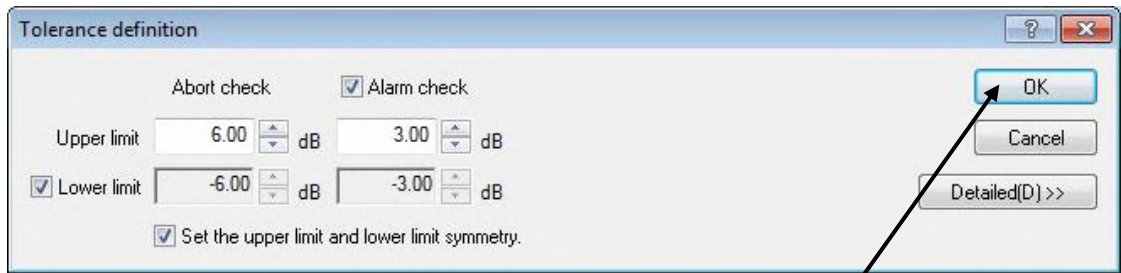 Tolerance definition
Abort check Alarm check OK
Upper limit 6.00 dB 3.00 dB
Cancel
Lower limit -6.00 dB -3.00 dB
Detailed(D) >>
Set the upper limit and lower limit symmetry.